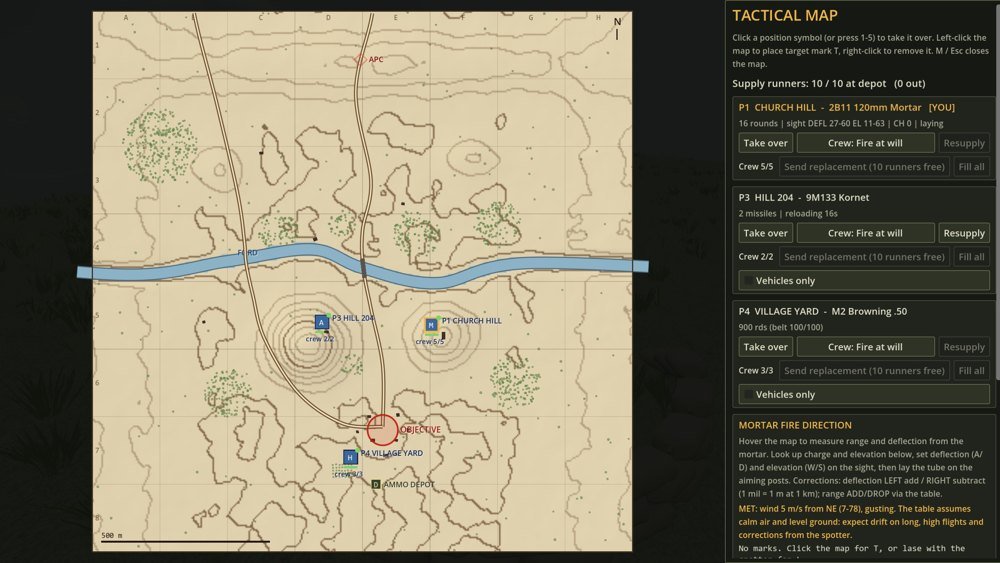 A B C D E F G H
N
1
2
3
4
6
8
APC
FORD
P3 HILL 204
crew 2/2
P1 CHURCH HILL
crew 5/5
OBJECTIVE
P4 VILLAGE YARD
AMMO DEPOT
500 m
TACTICAL MAP
Click a position symbol (or press 1-5) to take it over. Left-click the
map to place target mark T, right-click to remove it. M / Esc closes
the map.
Supply runners: 10 / 10 at depot (0 out)
P1 CHURCH HILL - 2B11 120mm Mortar [YOU]
16 rounds | sight DEFL 27-60 EL 11-63 | CH 0 | laying
Take over Crew: Fire at will Resupply
Crew 5/5 Send replacement (10 runners free) Fill all
P3 HILL 204 - 9M133 Kornet
2 missiles | reloading 16s
Take over Crew: Fire at will Resupply
Crew 2/2 Send replacement (10 runners free) Fill all
Vehicles only
P4 VILLAGE YARD - M2 Browning .50
900 rds (belt 100/100)
Take over Crew: Fire at will Resupply
Crew 3/3 Send replacement (10 runners free) Fill all
Vehicles only
MORTAR FIRE DIRECTION
Hover the map to measure range and deflection from the
mortar. Look up charge and elevation below, set deflection (A/
D) and elevation (W/S) on the sight, then lay the tube on the
aiming posts. Corrections: deflection LEFT add / RIGHT subtract
(1 mil = 1 m at 1 km); range ADD/DROP via the table.
MET: wind 5 m/s from NE (7-78), gusting. The table assumes
calm air and level ground: expect drift on long, high flights and
corrections from the spotter.
No marks. Click the map for T, or lase with the